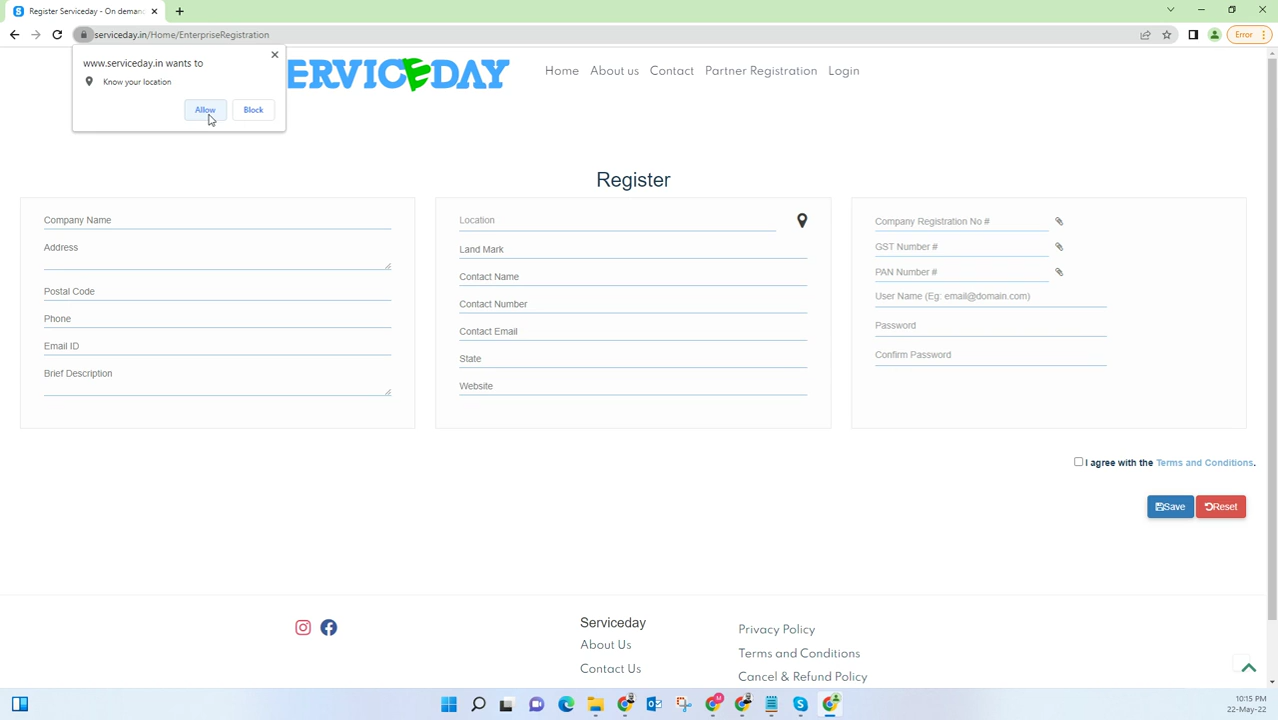 Register Serviceday - On deman
serviceday.in/Home/EnterpriseRegistration
Error
www.serviceday.in wants to
Know your location
Allow Block
ERVICEDAY
Home About us Contact Partner Registration Login
Register
Company Name
Address
Postal Code
Phone
Email ID
Brief Description
Location
Land Mark
Contact Name
Contact Number
Contact Email
State
Website
Company Registration No #
GST Number #
PAN Number #
User Name (Eg: email@domain.com)
Password
Confirm Password
I agree with the Terms and Conditions.
Save Reset
Serviceday
About Us
Contact Us
Privacy Policy
Terms and Conditions
Cancel & Refund Policy
10:15 PM
22-May-22